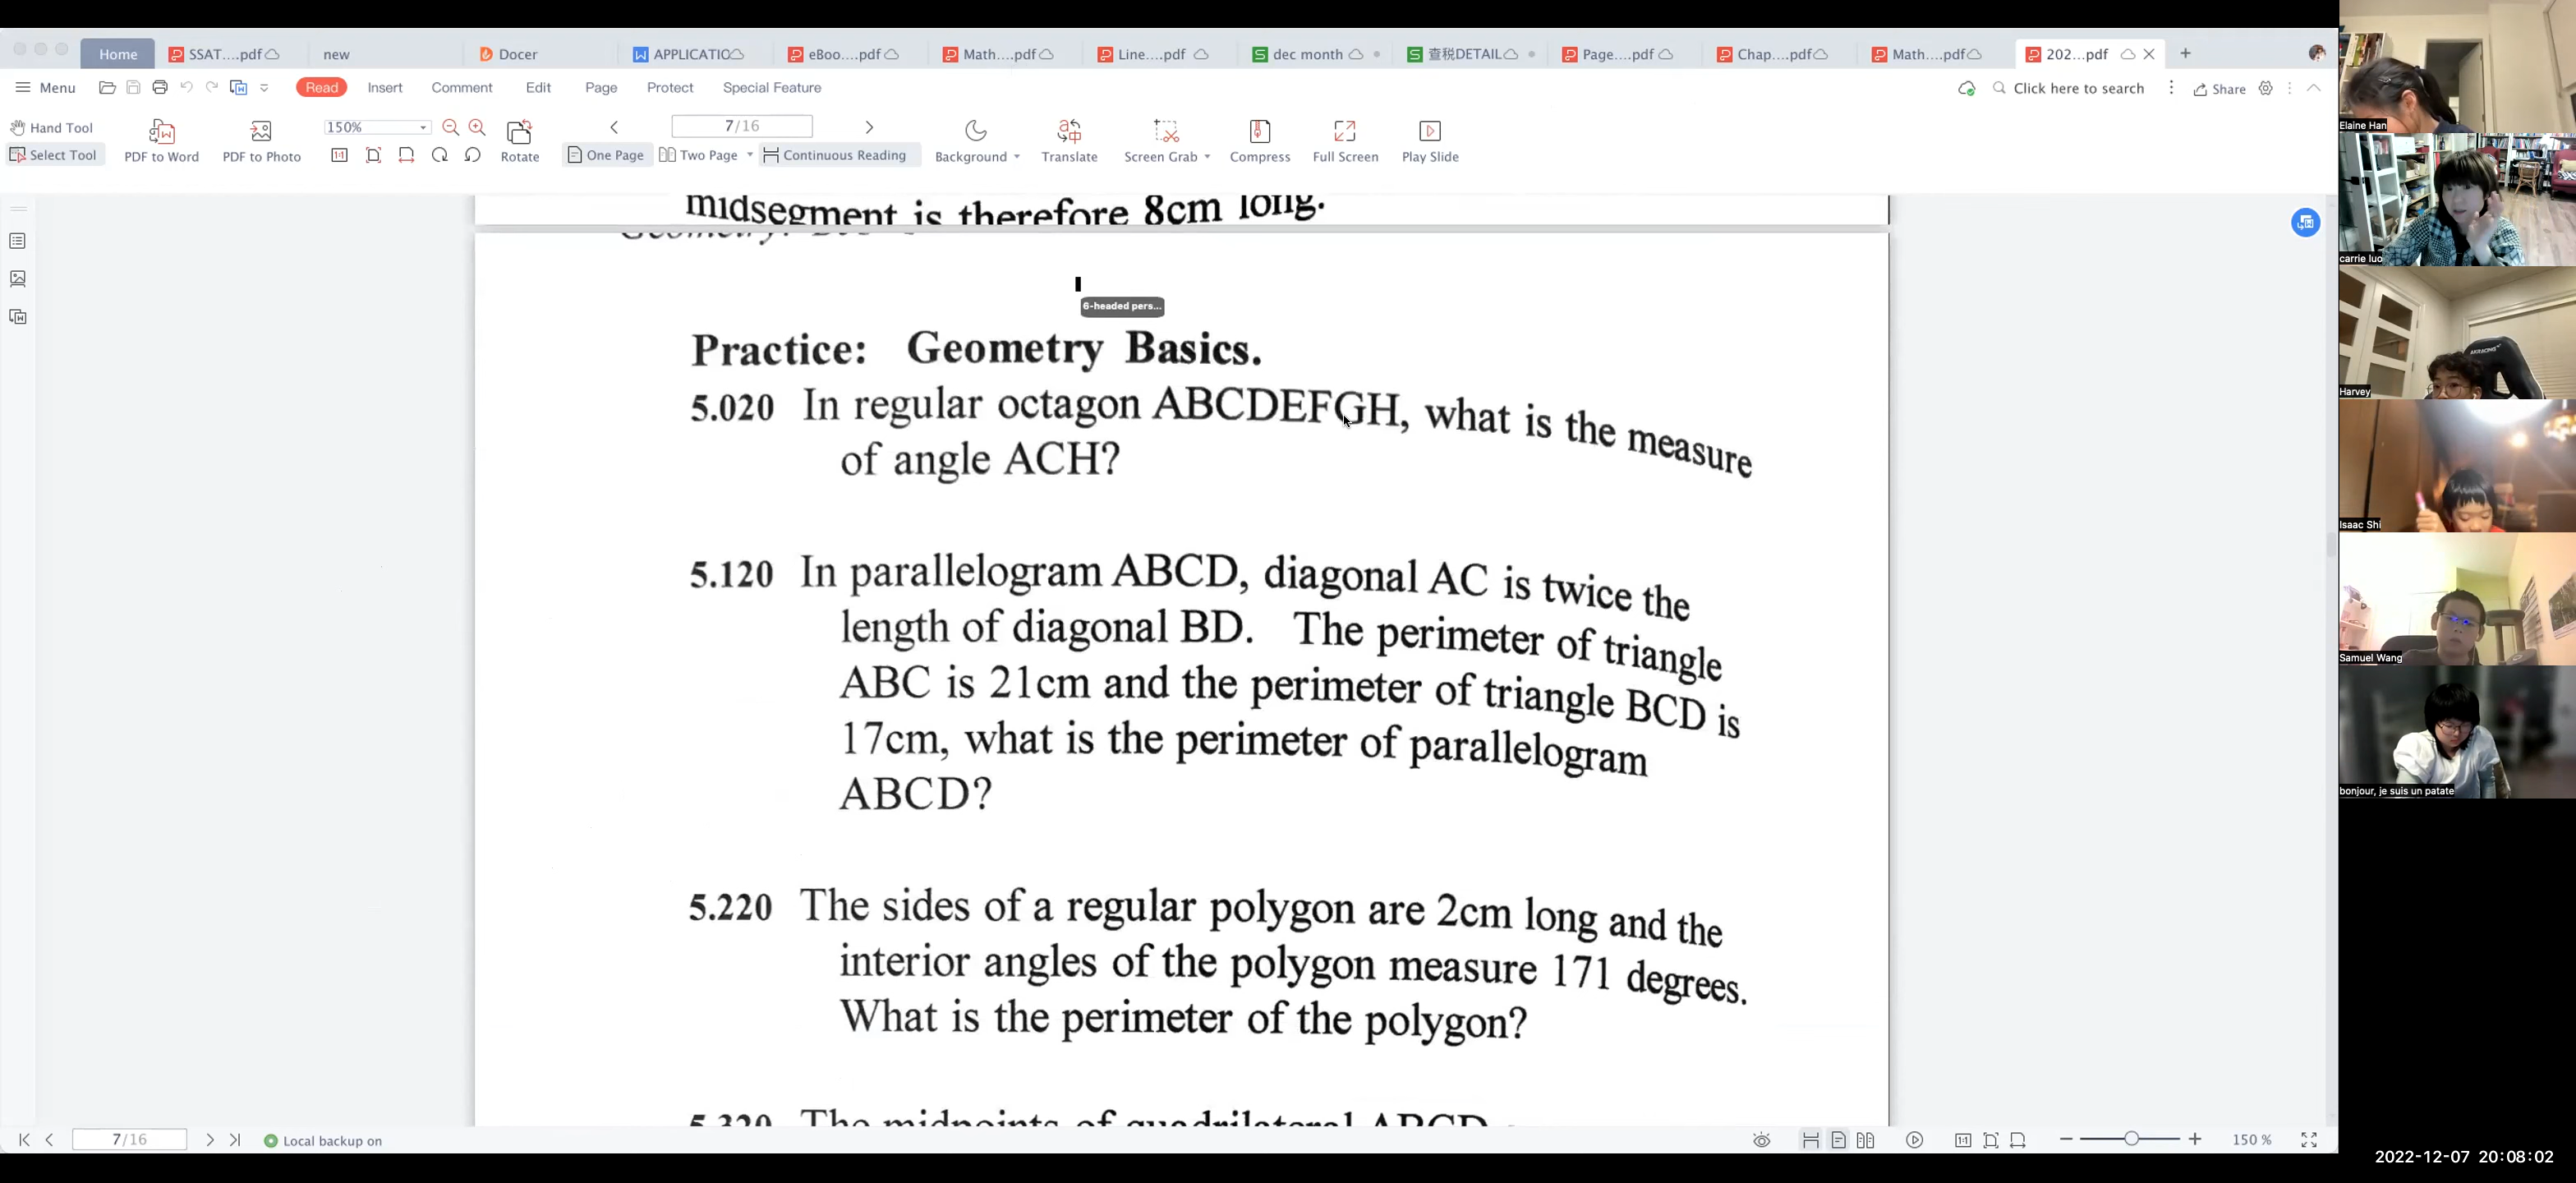 Home
SSAT....pdf
new
Docer
APPLICATIO
eBoo....pdf
Math....pdf
Line....pdf
dec month
查税DETAIL
Page....pdf
Chap....pdf
Math....pdf
202...pdf
Menu
Read
Insert
Comment
Edit
Page
Protect
Special Feature
Click here to search
Share
Hand Tool
Select Tool
PDF to Word
PDF to Photo
150%
Rotate
7/16
One Page
Two Page
Continuous Reading
Background
Translate
Screen Grab
Compress
Full Screen
Play Slide
midsegment is therefore 8cm long.
6-headed pers...
Practice: Geometry Basics.
5.020 In regular octagon ABCDEFGH, what is the measure
of angle ACH?
5.120 In parallelogram ABCD, diagonal AC is twice the
length of diagonal BD. The perimeter of triangle
ABC is 21cm and the perimeter of triangle BCD is
17cm, what is the perimeter of parallelogram
ABCD?
5.220 The sides of a regular polygon are 2cm long and the
interior angles of the polygon measure 171 degrees.
What is the perimeter of the polygon?
5.320 The midpoints of quadrilateral ABCD
7/16
Local backup on
150 %
Elaine Han
carrie luo
Harvey
AKRACING
Isaac Shi
Samuel Wang
bonjour, je suis un patate
2022-12-07 20:08:02